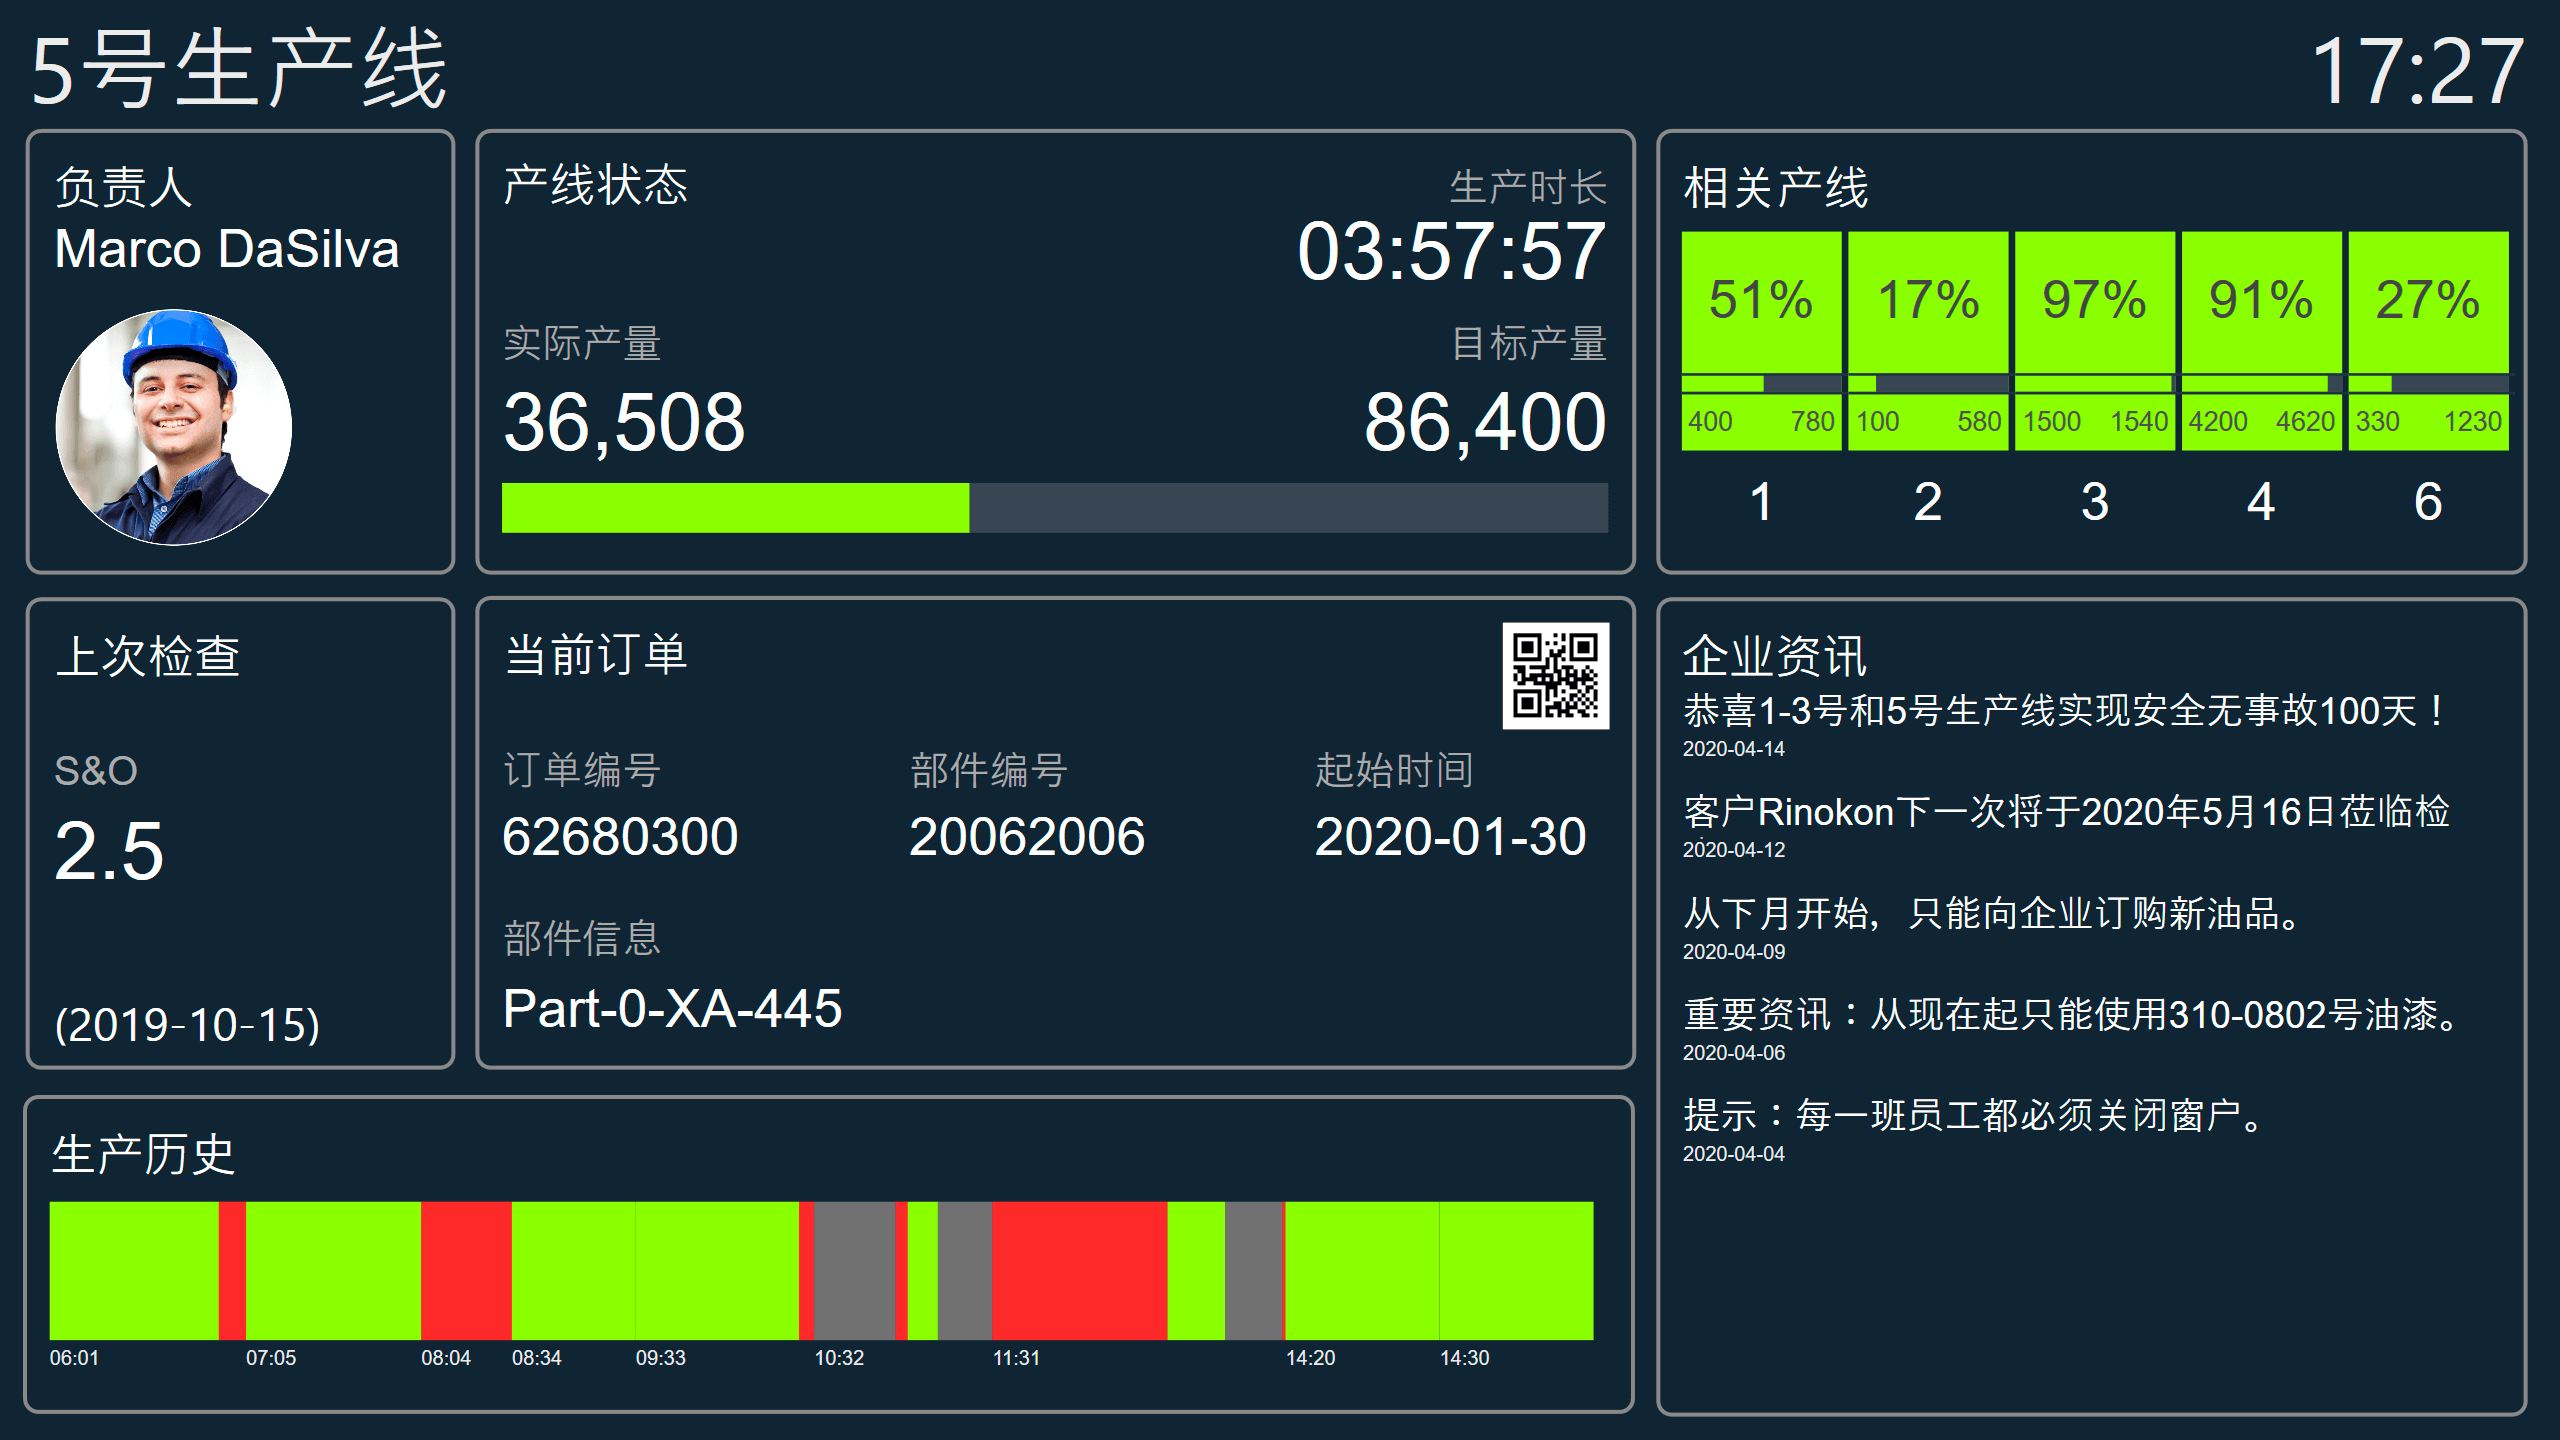 5号生产线
17:27
负责人
Marco DaSilva
产线状态
生产时长
03:57:57
实际产量
目标产量
36,508
86,400
相关产线
51% 17% 97% 91% 27%
400 780 100 580 1500 1540 4200 4620 330 1230
1 2 3 4 6
上次检查
S&O
2.5
(2019-10-15)
当前订单
订单编号 部件编号 起始时间
62680300 20062006 2020-01-30
部件信息
Part-0-XA-445
企业资讯
恭喜1-3号和5号生产线实现安全无事故100天！
2020-04-14
客户Rinokon下一次将于2020年5月16日莅临检
2020-04-12
从下月开始，只能向企业订购新油品。
2020-04-09
重要资讯：从现在起只能使用310-0802号油漆。
2020-04-06
提示：每一班员工都必须关闭窗户。
2020-04-04
生产历史
06:01 07:05 08:04 08:34 09:33 10:32 11:31 14:20 14:30